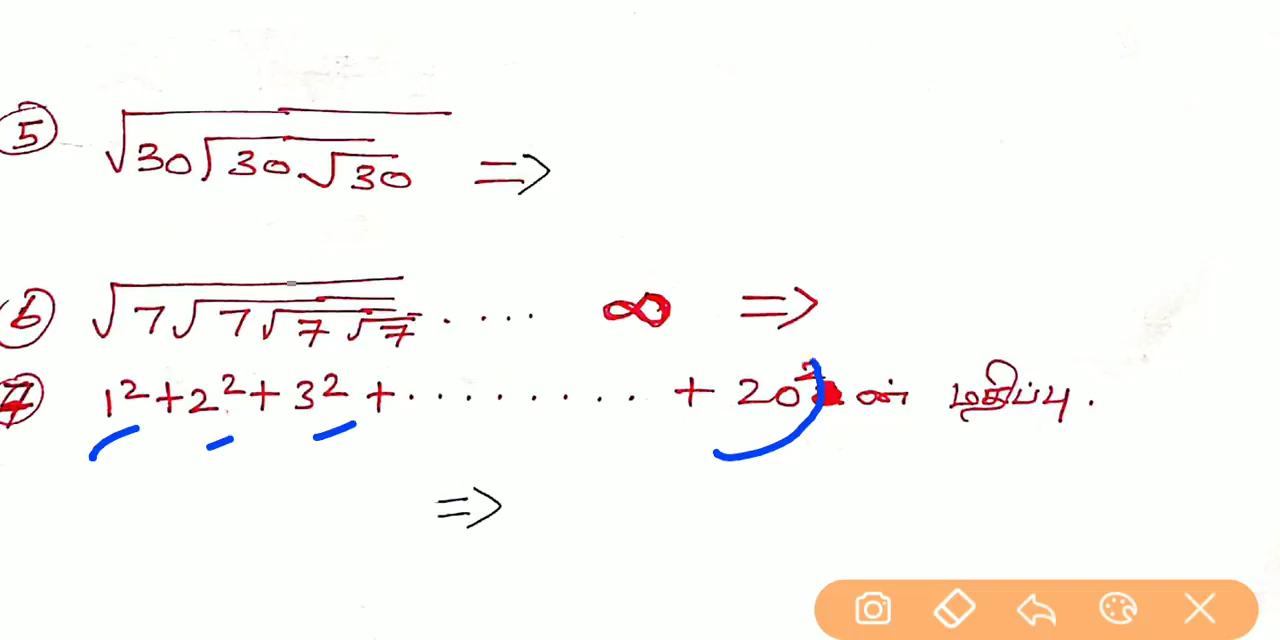 5 √30√30√30 ⇒
6 √7√7√7√7 ..... ∞ ⇒
7 1² + 2² + 3² + ......... + 20² ன் மதிப்பு.
⇒